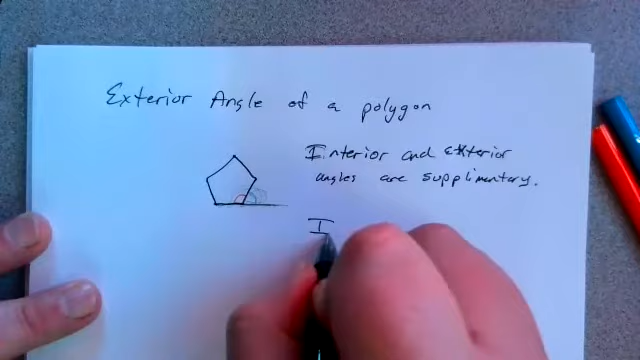 Exterior Angle of a polygon
Interior and exterior
angles are supplimentary.
I